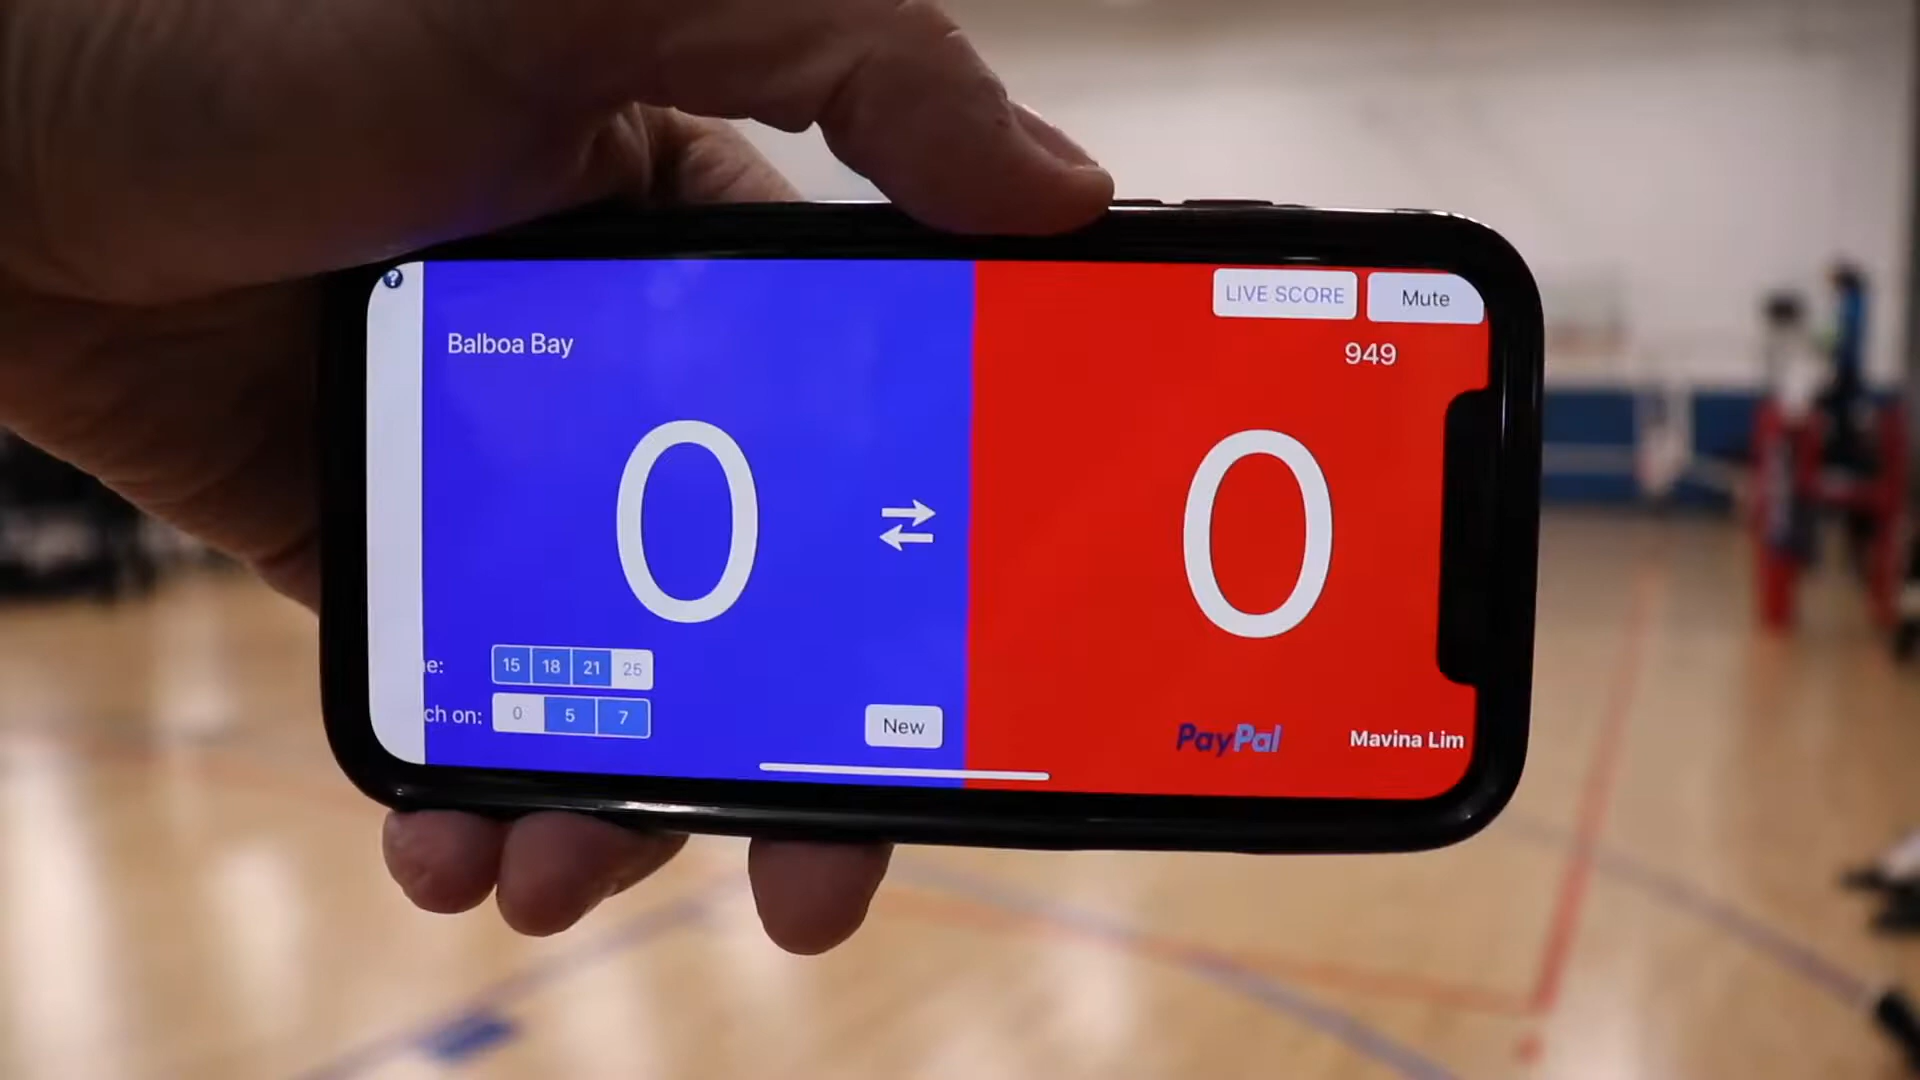 ?
LIVE SCORE Mute
Balboa Bay 949
0 0
e: 15 18 21 25
ch on: 0 5 7
New
PayPal Mavina Lim